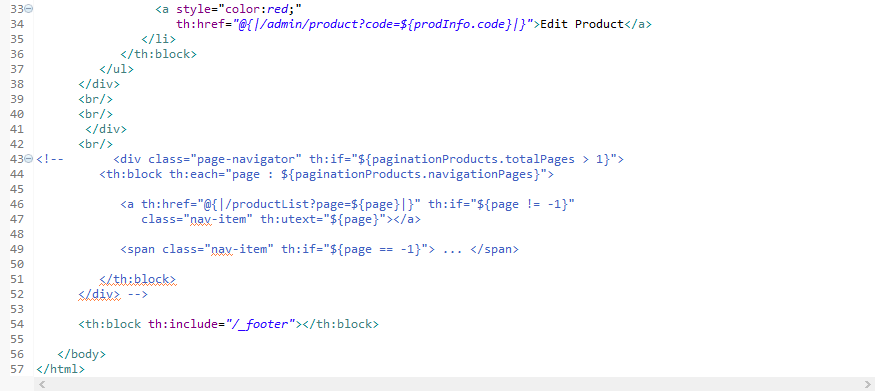 33 <a style="color:red;"
34 th:href="@{|/admin/product?code=${prodInfo.code}|}">Edit Product</a>
35 </li>
36 </th:block>
37 </ul>
38 </div>
39 <br/>
40 <br/>
41 </div>
42 <br/>
43 <!-- <div class="page-navigator" th:if="${paginationProducts.totalPages > 1}">
44 <th:block th:each="page : ${paginationProducts.navigationPages}">
45
46 <a th:href="@{|/productList?page=${page}|}" th:if="${page != -1}"
47 class="nav-item" th:utext="${page}"></a>
48
49 <span class="nav-item" th:if="${page == -1}"> ... </span>
50
51 </th:block>
52 </div> -->
53
54 <th:block th:include="/_footer"></th:block>
55
56 </body>
57 </html>